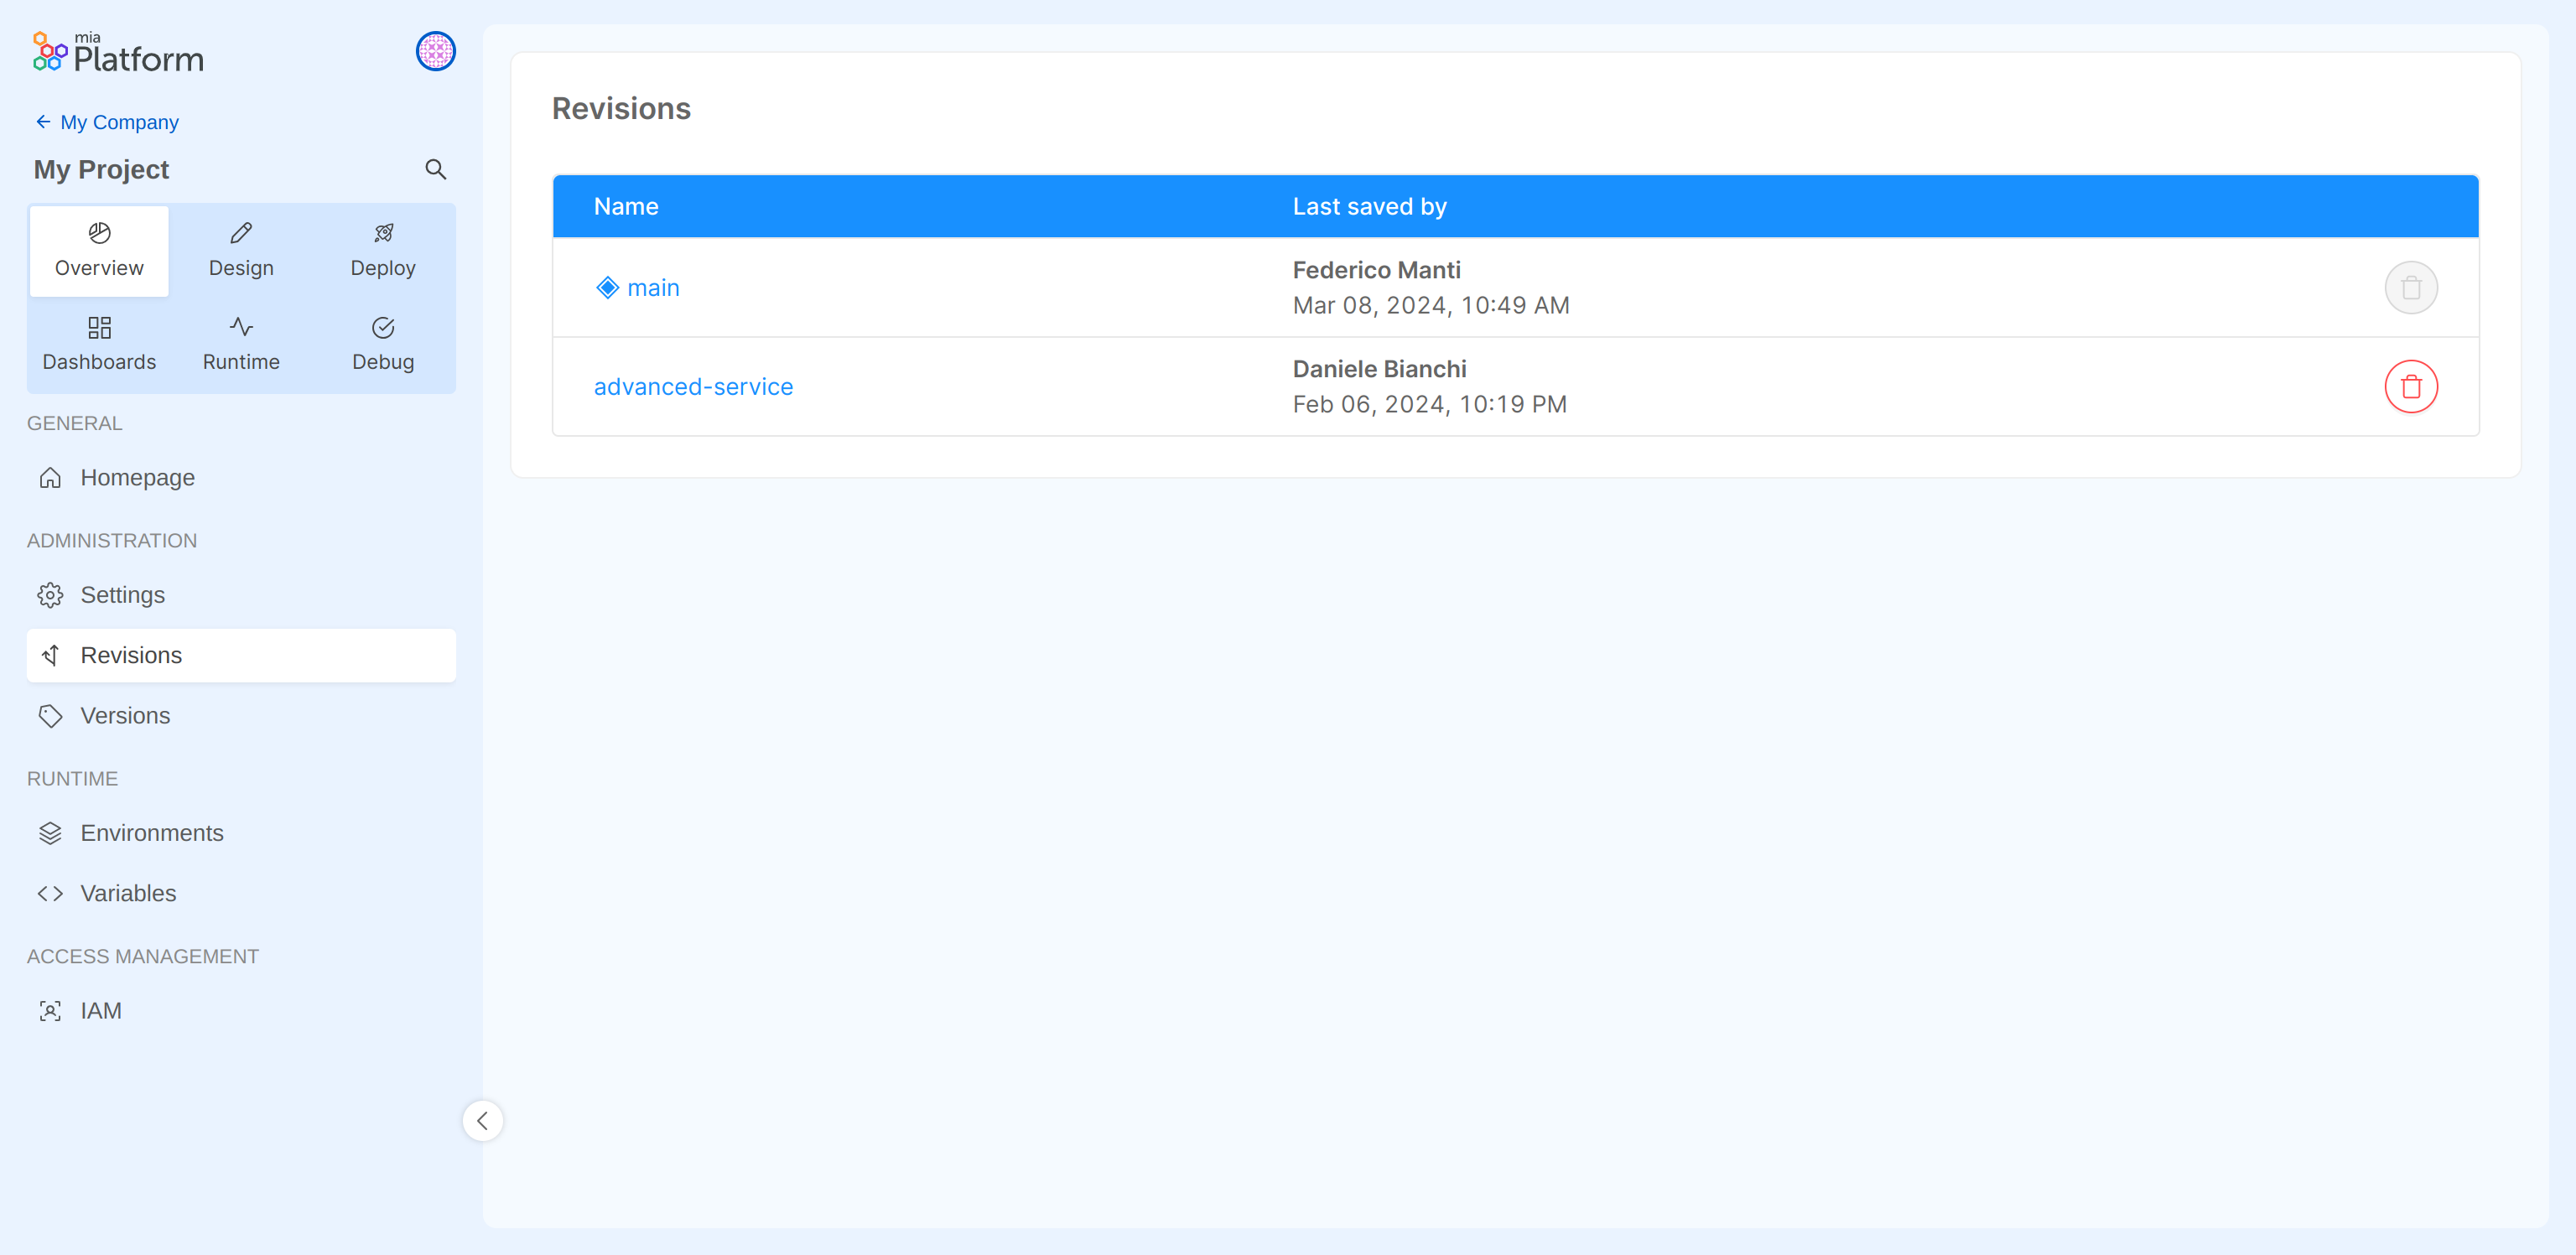 mia
Platform
My Company
My Project
Overview
Design
Deploy
Dashboards
Runtime
Debug
GENERAL
Homepage
ADMINISTRATION
Settings
Revisions
Versions
RUNTIME
Environments
Variables
ACCESS MANAGEMENT
IAM
Revisions
Name
Last saved by
main
Federico Manti
Mar 08, 2024, 10:49 AM
advanced-service
Daniele Bianchi
Feb 06, 2024, 10:19 PM